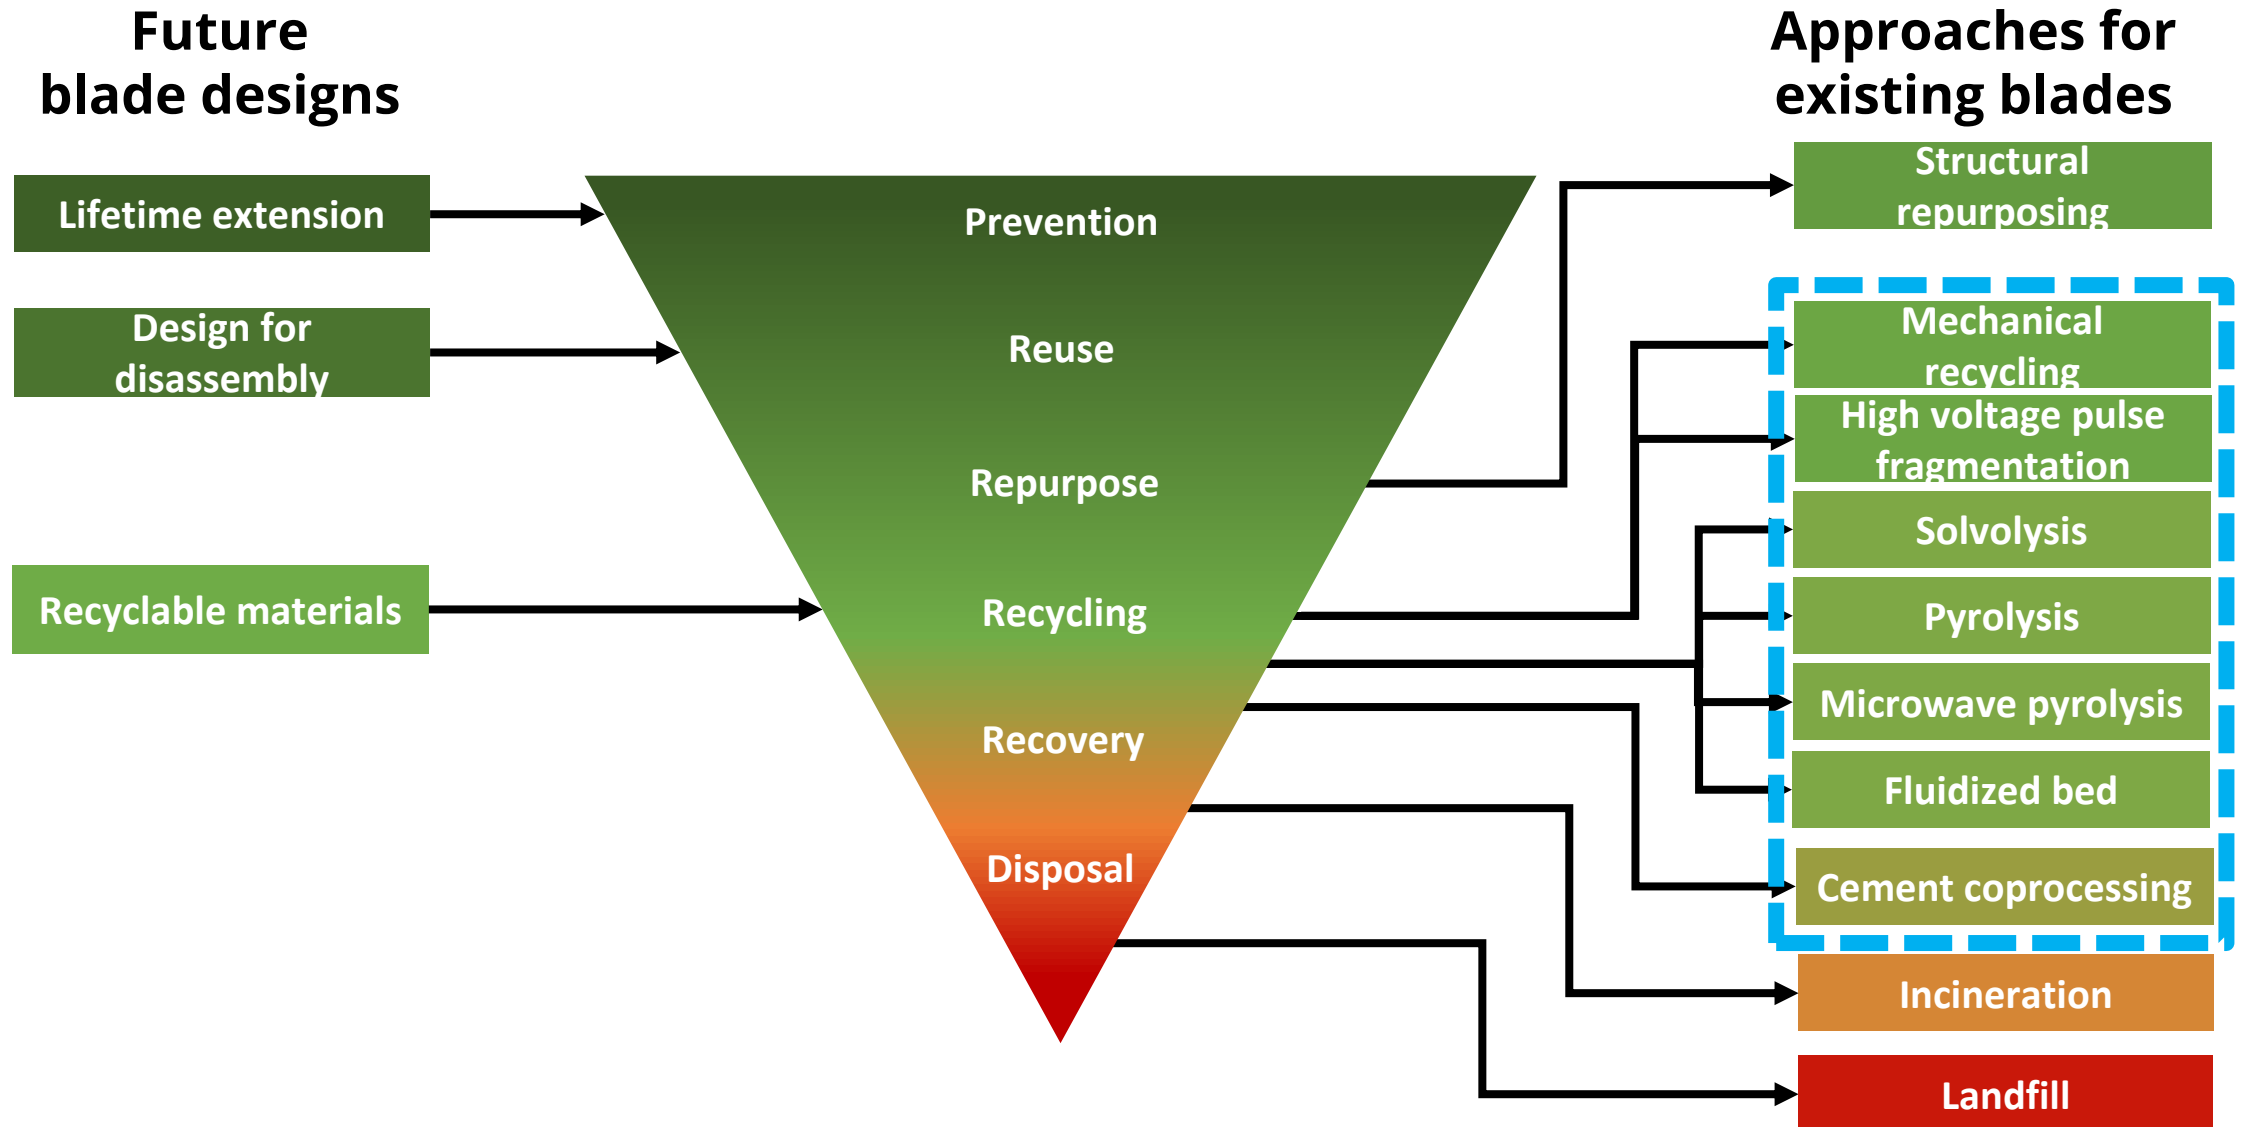 Future
blade designs
Approaches for
existing blades
Lifetime extension
Design for
disassembly
Recyclable materials
Prevention
Reuse
Repurpose
Recycling
Recovery
Disposal
Structural
repurposing
Mechanical
recycling
High voltage pulse
fragmentation
Solvolysis
Pyrolysis
Microwave pyrolysis
Fluidized bed
Cement coprocessing
Incineration
Landfill